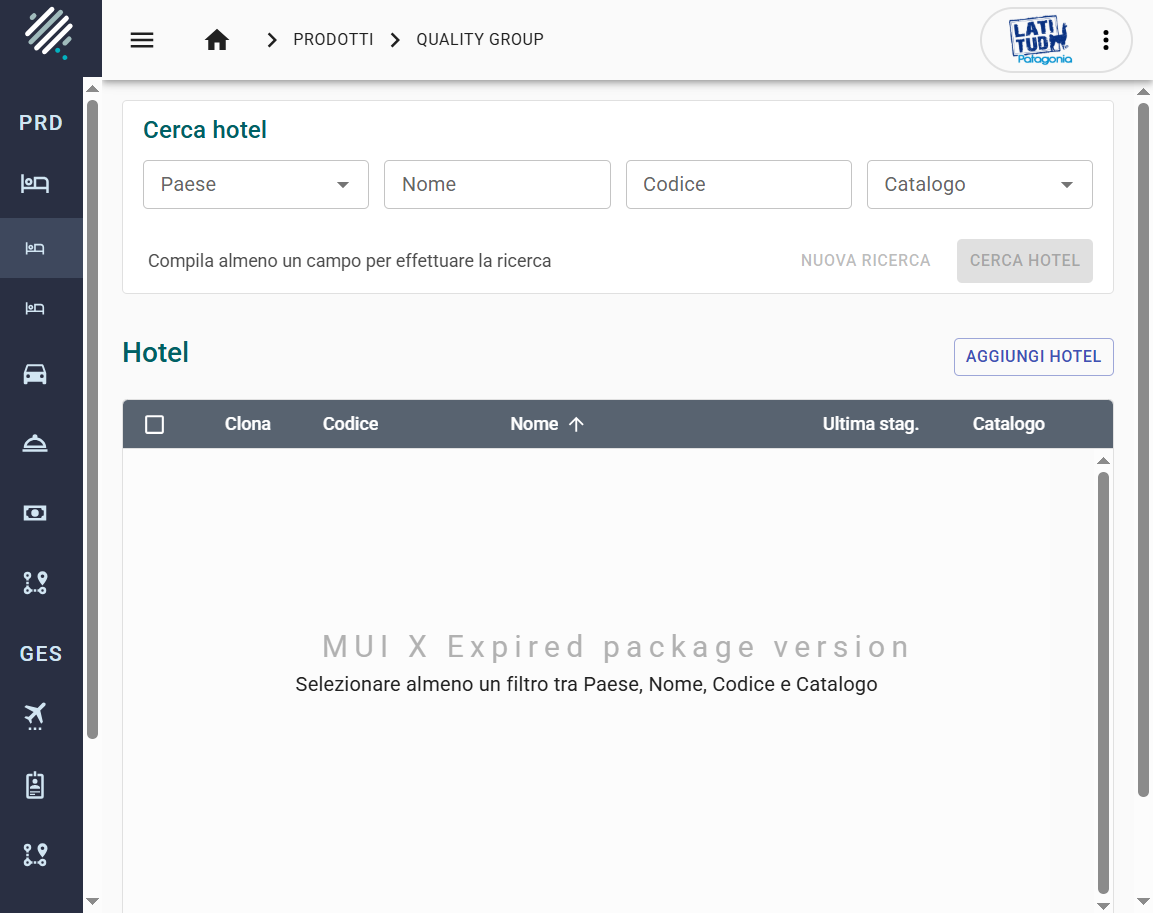 PRODOTTI
QUALITY GROUP
LATI
TUD
Patagonia
PRD
GES
Cerca hotel
Paese
Nome
Codice
Catalogo
Compila almeno un campo per effettuare la ricerca
NUOVA RICERCA
CERCA HOTEL
Hotel
AGGIUNGI HOTEL
Clona
Codice
Nome
Ultima stag.
Catalogo
MUI X Expired package version
Selezionare almeno un filtro tra Paese, Nome, Codice e Catalogo